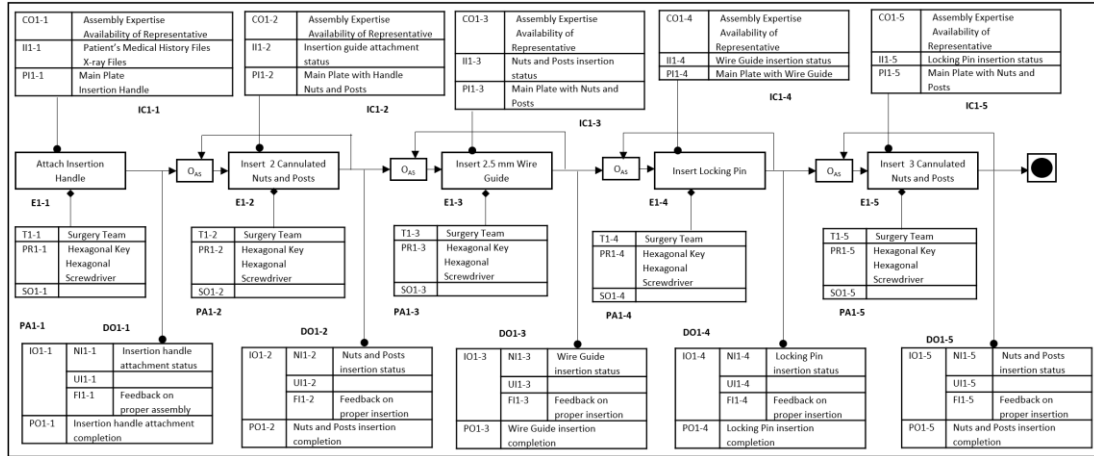 CO1-1 Assembly Expertise
Availability of Representative
II1-1 Patient's Medical History Files
X-ray Files
PI1-1 Main Plate
Insertion Handle
IC1-1
CO1-2 Assembly Expertise
Availability of Representative
II1-2 Insertion guide attachment
status
PI1-2 Main Plate with Handle
Nuts and Posts
IC1-2
CO1-3 Assembly Expertise
Availability of
Representative
II1-3 Nuts and Posts insertion
status
PI1-3 Main Plate with Nuts and
Posts
IC1-3
CO1-4 Assembly Expertise
Availability of
Representative
II1-4 Wire Guide insertion status
PI1-4 Main Plate with Wire Guide
IC1-4
CO1-5 Assembly Expertise
Availability of
Representative
II1-5 Locking Pin insertion status
PI1-5 Main Plate with Nuts and
Posts
IC1-5
Attach Insertion
Handle
E1-1
OAS
Insert 2 Cannulated
Nuts and Posts
E1-2
OAS
Insert 2.5 mm Wire
Guide
E1-3
OAS
Insert Locking Pin
E1-4
OAS
Insert 3 Cannulated
Nuts and Posts
E1-5
T1-1 Surgery Team
PR1-1 Hexagonal Key
Hexagonal
Screwdriver
SO1-1
PA1-1
T1-2 Surgery Team
PR1-2 Hexagonal Key
Hexagonal
Screwdriver
SO1-2
PA1-2
T1-3 Surgery Team
PR1-3 Hexagonal Key
Hexagonal
Screwdriver
SO1-3
PA1-3
T1-4 Surgery Team
PR1-4 Hexagonal Key
Hexagonal
Screwdriver
SO1-4
PA1-4
T1-5 Surgery Team
PR1-5 Hexagonal Key
Hexagonal
Screwdriver
SO1-5
PA1-5
DO1-1
IO1-1 NI1-1 Insertion handle
attachment status
UI1-1
FI1-1 Feedback on
proper assembly
PO1-1 Insertion handle attachment
completion
DO1-2
IO1-2 NI1-2 Nuts and Posts
insertion status
UI1-2
FI1-2 Feedback on
proper insertion
PO1-2 Nuts and Posts insertion
completion
DO1-3
IO1-3 NI1-3 Wire Guide
insertion status
UI1-3
FI1-3 Feedback on
proper insertion
PO1-3 Wire Guide insertion
completion
DO1-4
IO1-4 NI1-4 Locking Pin
insertion status
UI1-4
FI1-4 Feedback on
proper insertion
PO1-4 Locking Pin insertion
completion
DO1-5
IO1-5 NI1-5 Nuts and Posts
insertion status
UI1-5
FI1-5 Feedback on
proper insertion
PO1-5 Nuts and Posts insertion
completion